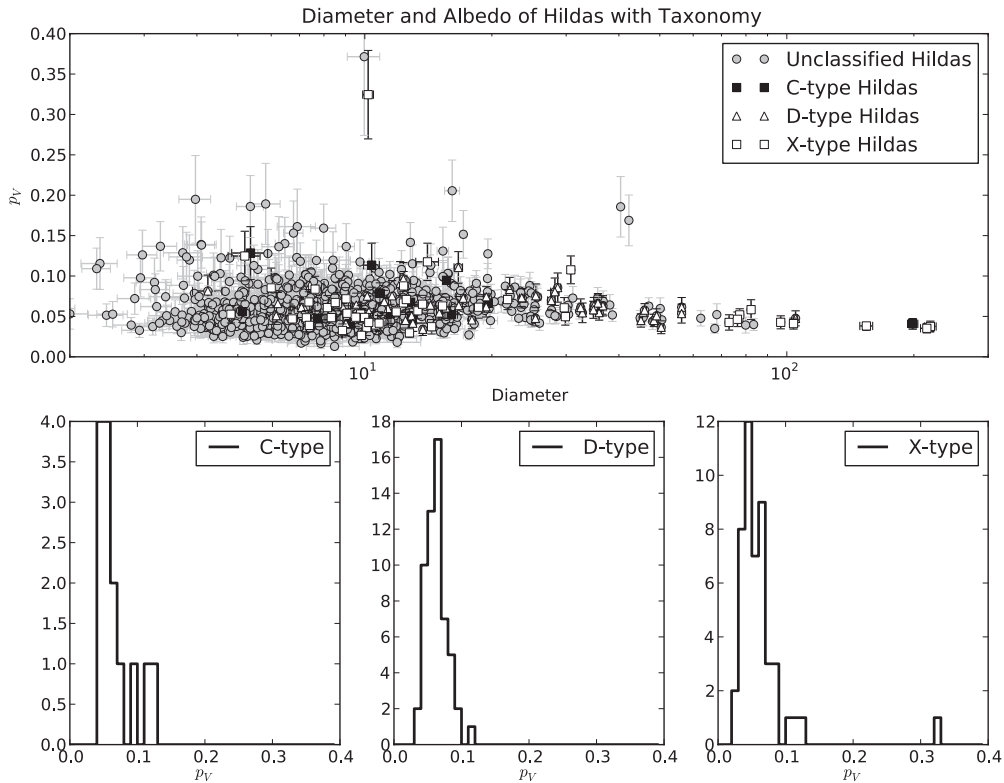 Diameter and Albedo of Hildas with Taxonomy
0.40
0.35
0.30
0.25
0.20
0.15
0.10
0.05
0.00
p_V
Unclassified Hildas
C-type Hildas
D-type Hildas
X-type Hildas
10^1
10^2
Diameter
4.0
3.5
3.0
2.5
2.0
1.5
1.0
0.5
0.0
C-type
0.0 0.1 0.2 0.3 0.4
p_V
18
16
14
12
10
8
6
4
2
0
D-type
0.0 0.1 0.2 0.3 0.4
p_V
12
10
8
6
4
2
0
X-type
0.0 0.1 0.2 0.3 0.4
p_V